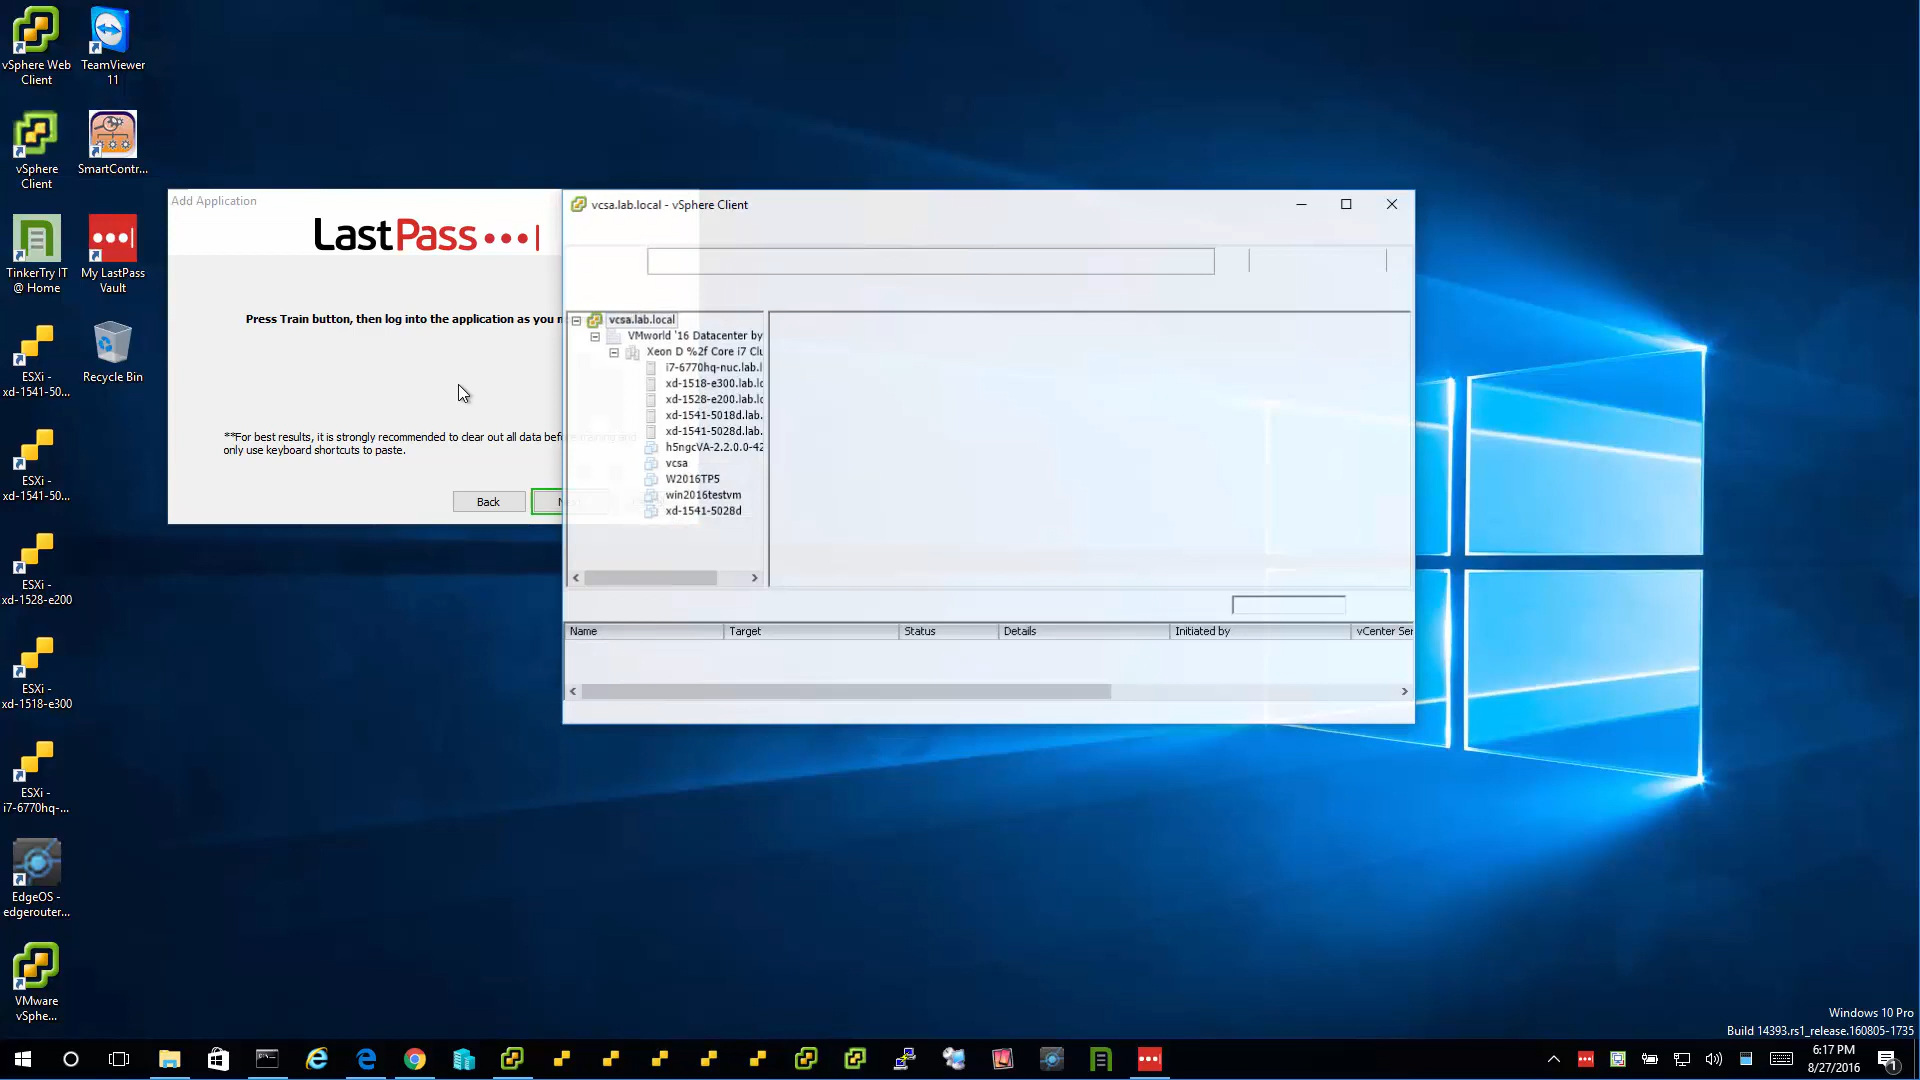 vSphere Web
Client
TeamViewer
11
vSphere
Client
SmartContr...
TinkerTry IT
@ Home
My LastPass
Vault
ESXi -
xd-1541-50...
Recycle Bin
ESXi -
xd-1541-50...
ESXi -
xd-1528-e200
ESXi -
xd-1518-e300
ESXi -
i7-6770hq-...
EdgeOS -
edgerouter...
VMware
vSphe...
Add Application
LastPass
Press Train button, then log into the application as you
**For best results, it is strongly recommended to clear out all data before training and
only use keyboard shortcuts to paste.
Back
vcsa.lab.local - vSphere Client
vcsa.lab.local
VMworld '16 Datacenter by
Xeon D %2f Core i7 Clu
i7-6770hq-nuc.lab.l
xd-1518-e300.lab.lo
xd-1528-e200.lab.lo
xd-1541-5018d.lab.
xd-1541-5028d.lab.
h5ngcVA-2.2.0.0-42
vcsa
W2016TP5
win2016testvm
xd-1541-5028d
Name Target Status Details Initiated by vCenter Ser
Windows 10 Pro
Build 14393.rs1_release.160805-1735
6:17 PM
8/27/2016
1